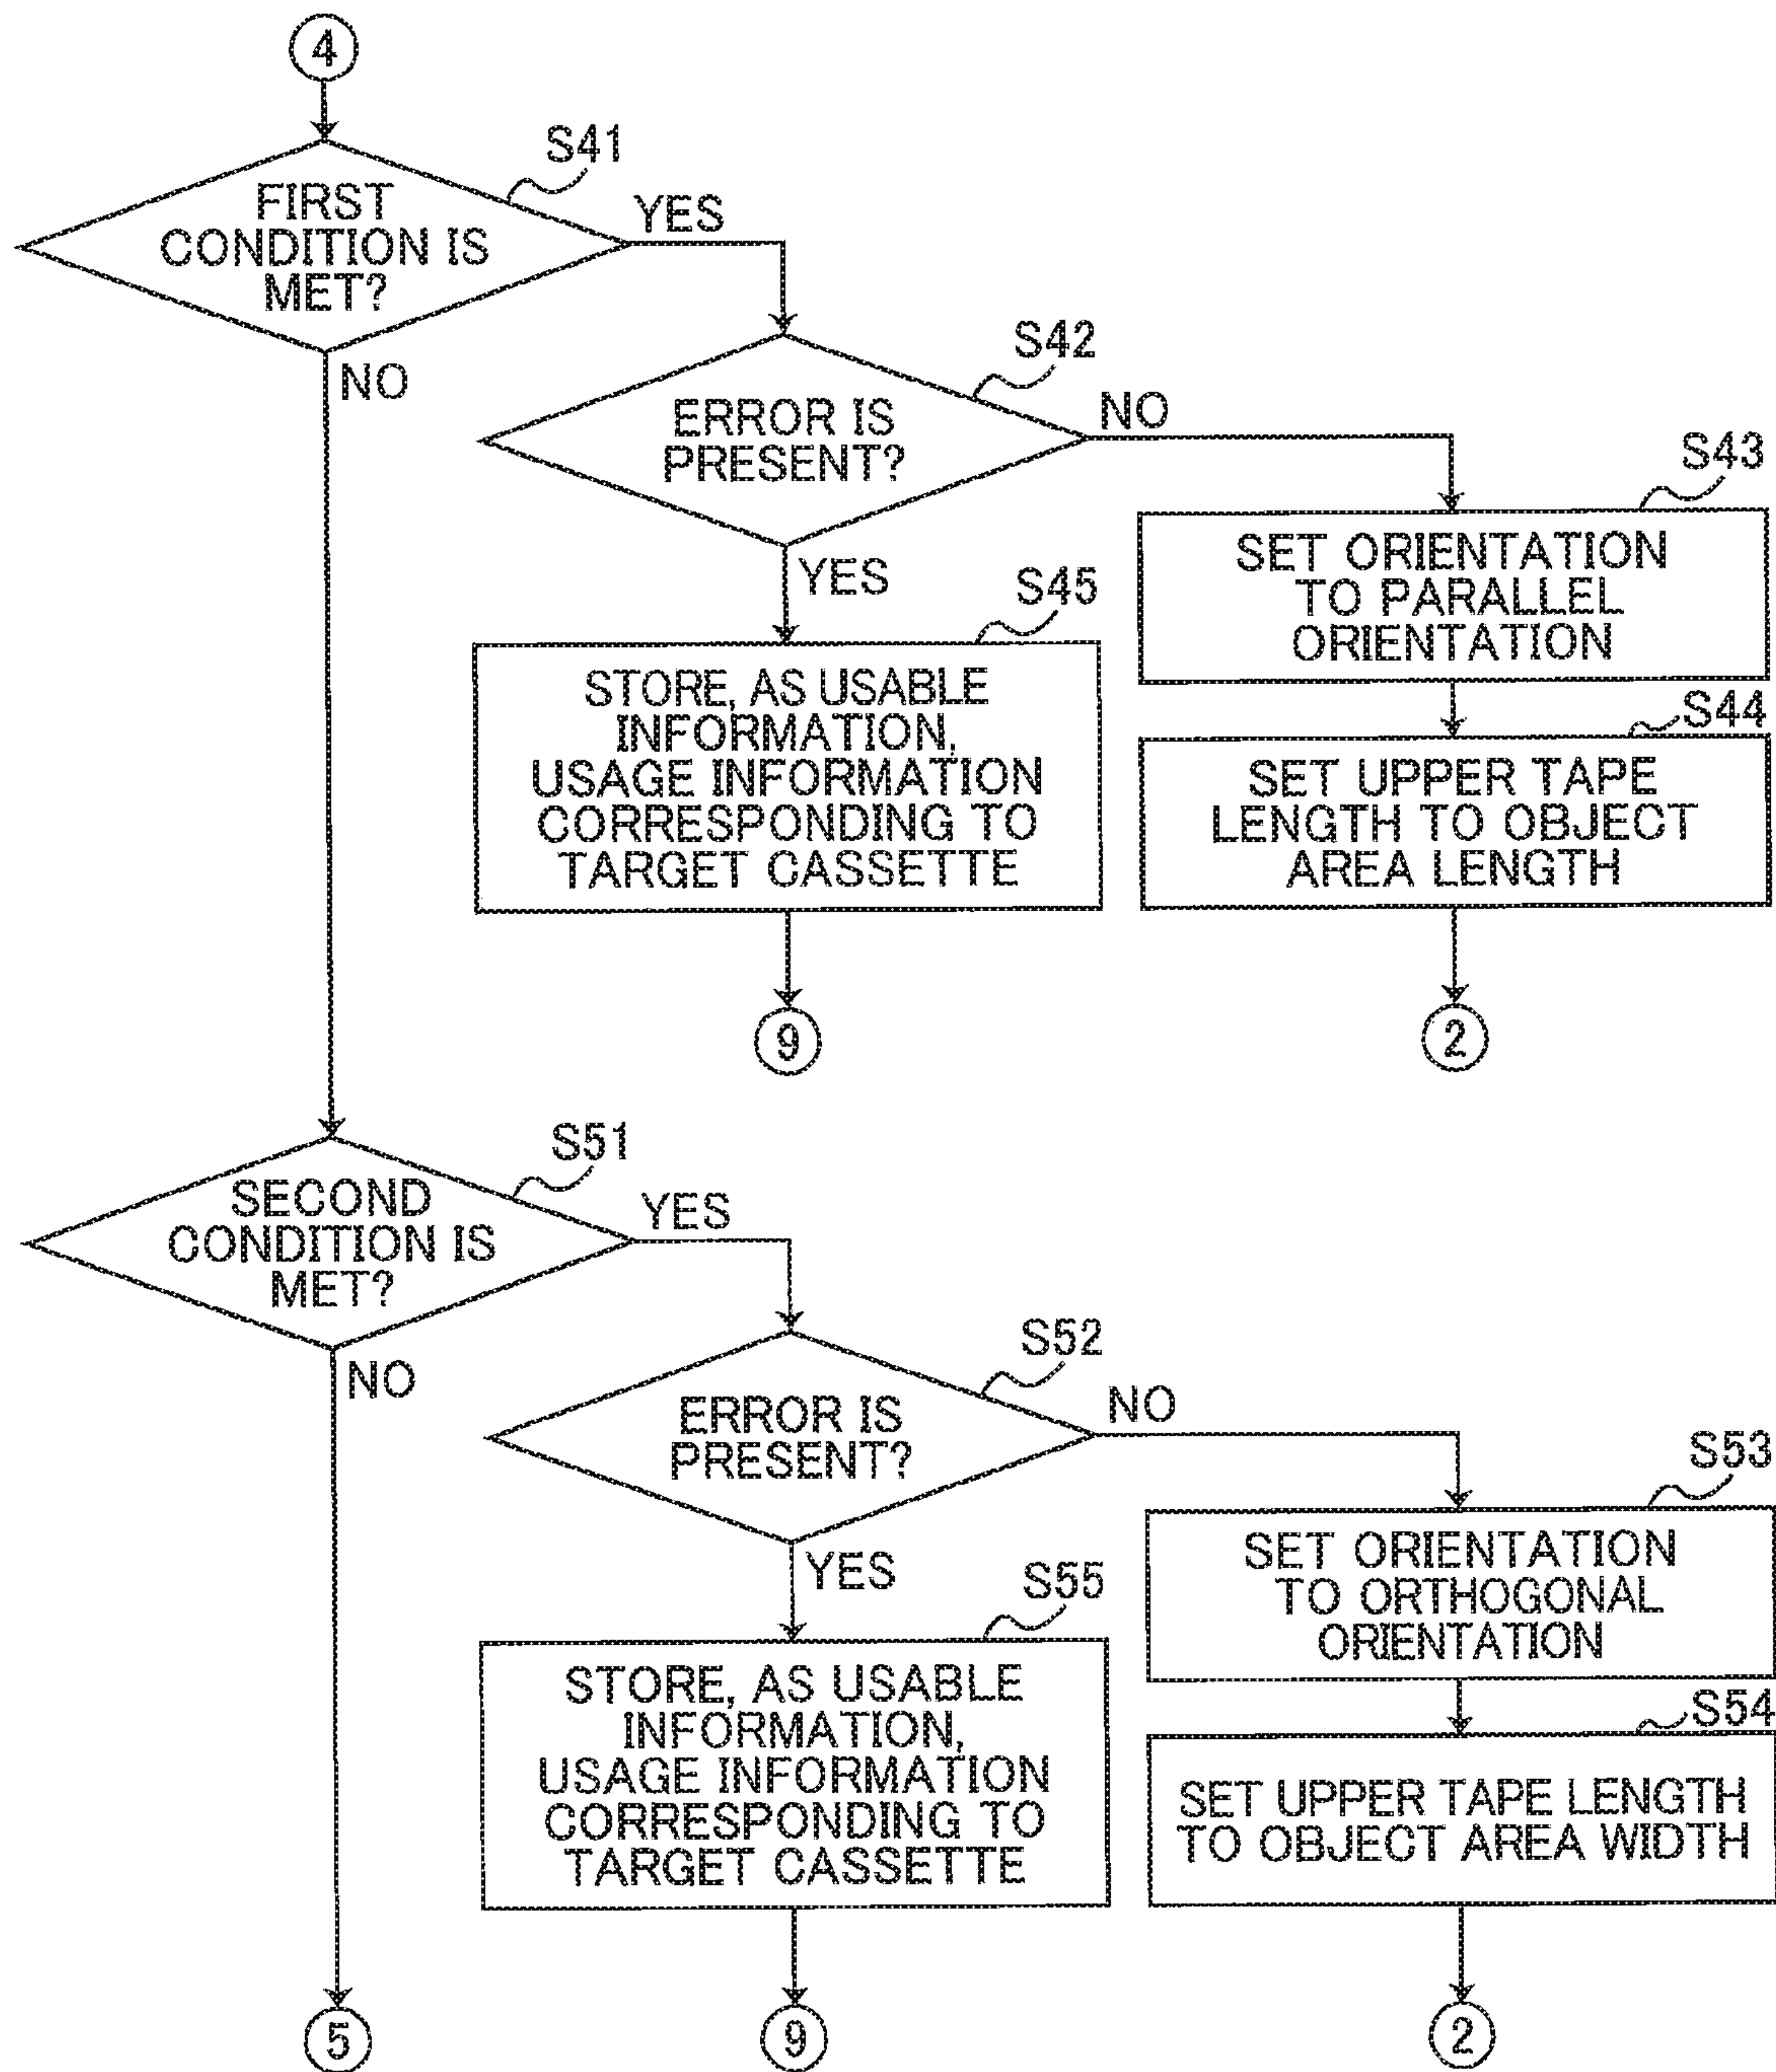 4
S41
FIRST
CONDITION IS
MET?
YES
NO
S42
ERROR IS
PRESENT?
NO
YES
S43
SET ORIENTATION
TO PARALLEL
ORIENTATION
S44
SET UPPER TAPE
LENGTH TO OBJECT
AREA LENGTH
2
S45
STORE, AS USABLE
INFORMATION,
USAGE INFORMATION
CORRESPONDING TO
TARGET CASSETTE
9
S51
SECOND
CONDITION IS
MET?
YES
NO
S52
ERROR IS
PRESENT?
NO
YES
S53
SET ORIENTATION
TO ORTHOGONAL
ORIENTATION
S54
SET UPPER TAPE LENGTH
TO OBJECT AREA WIDTH
2
S55
STORE, AS USABLE
INFORMATION,
USAGE INFORMATION
CORRESPONDING TO
TARGET CASSETTE
9
5